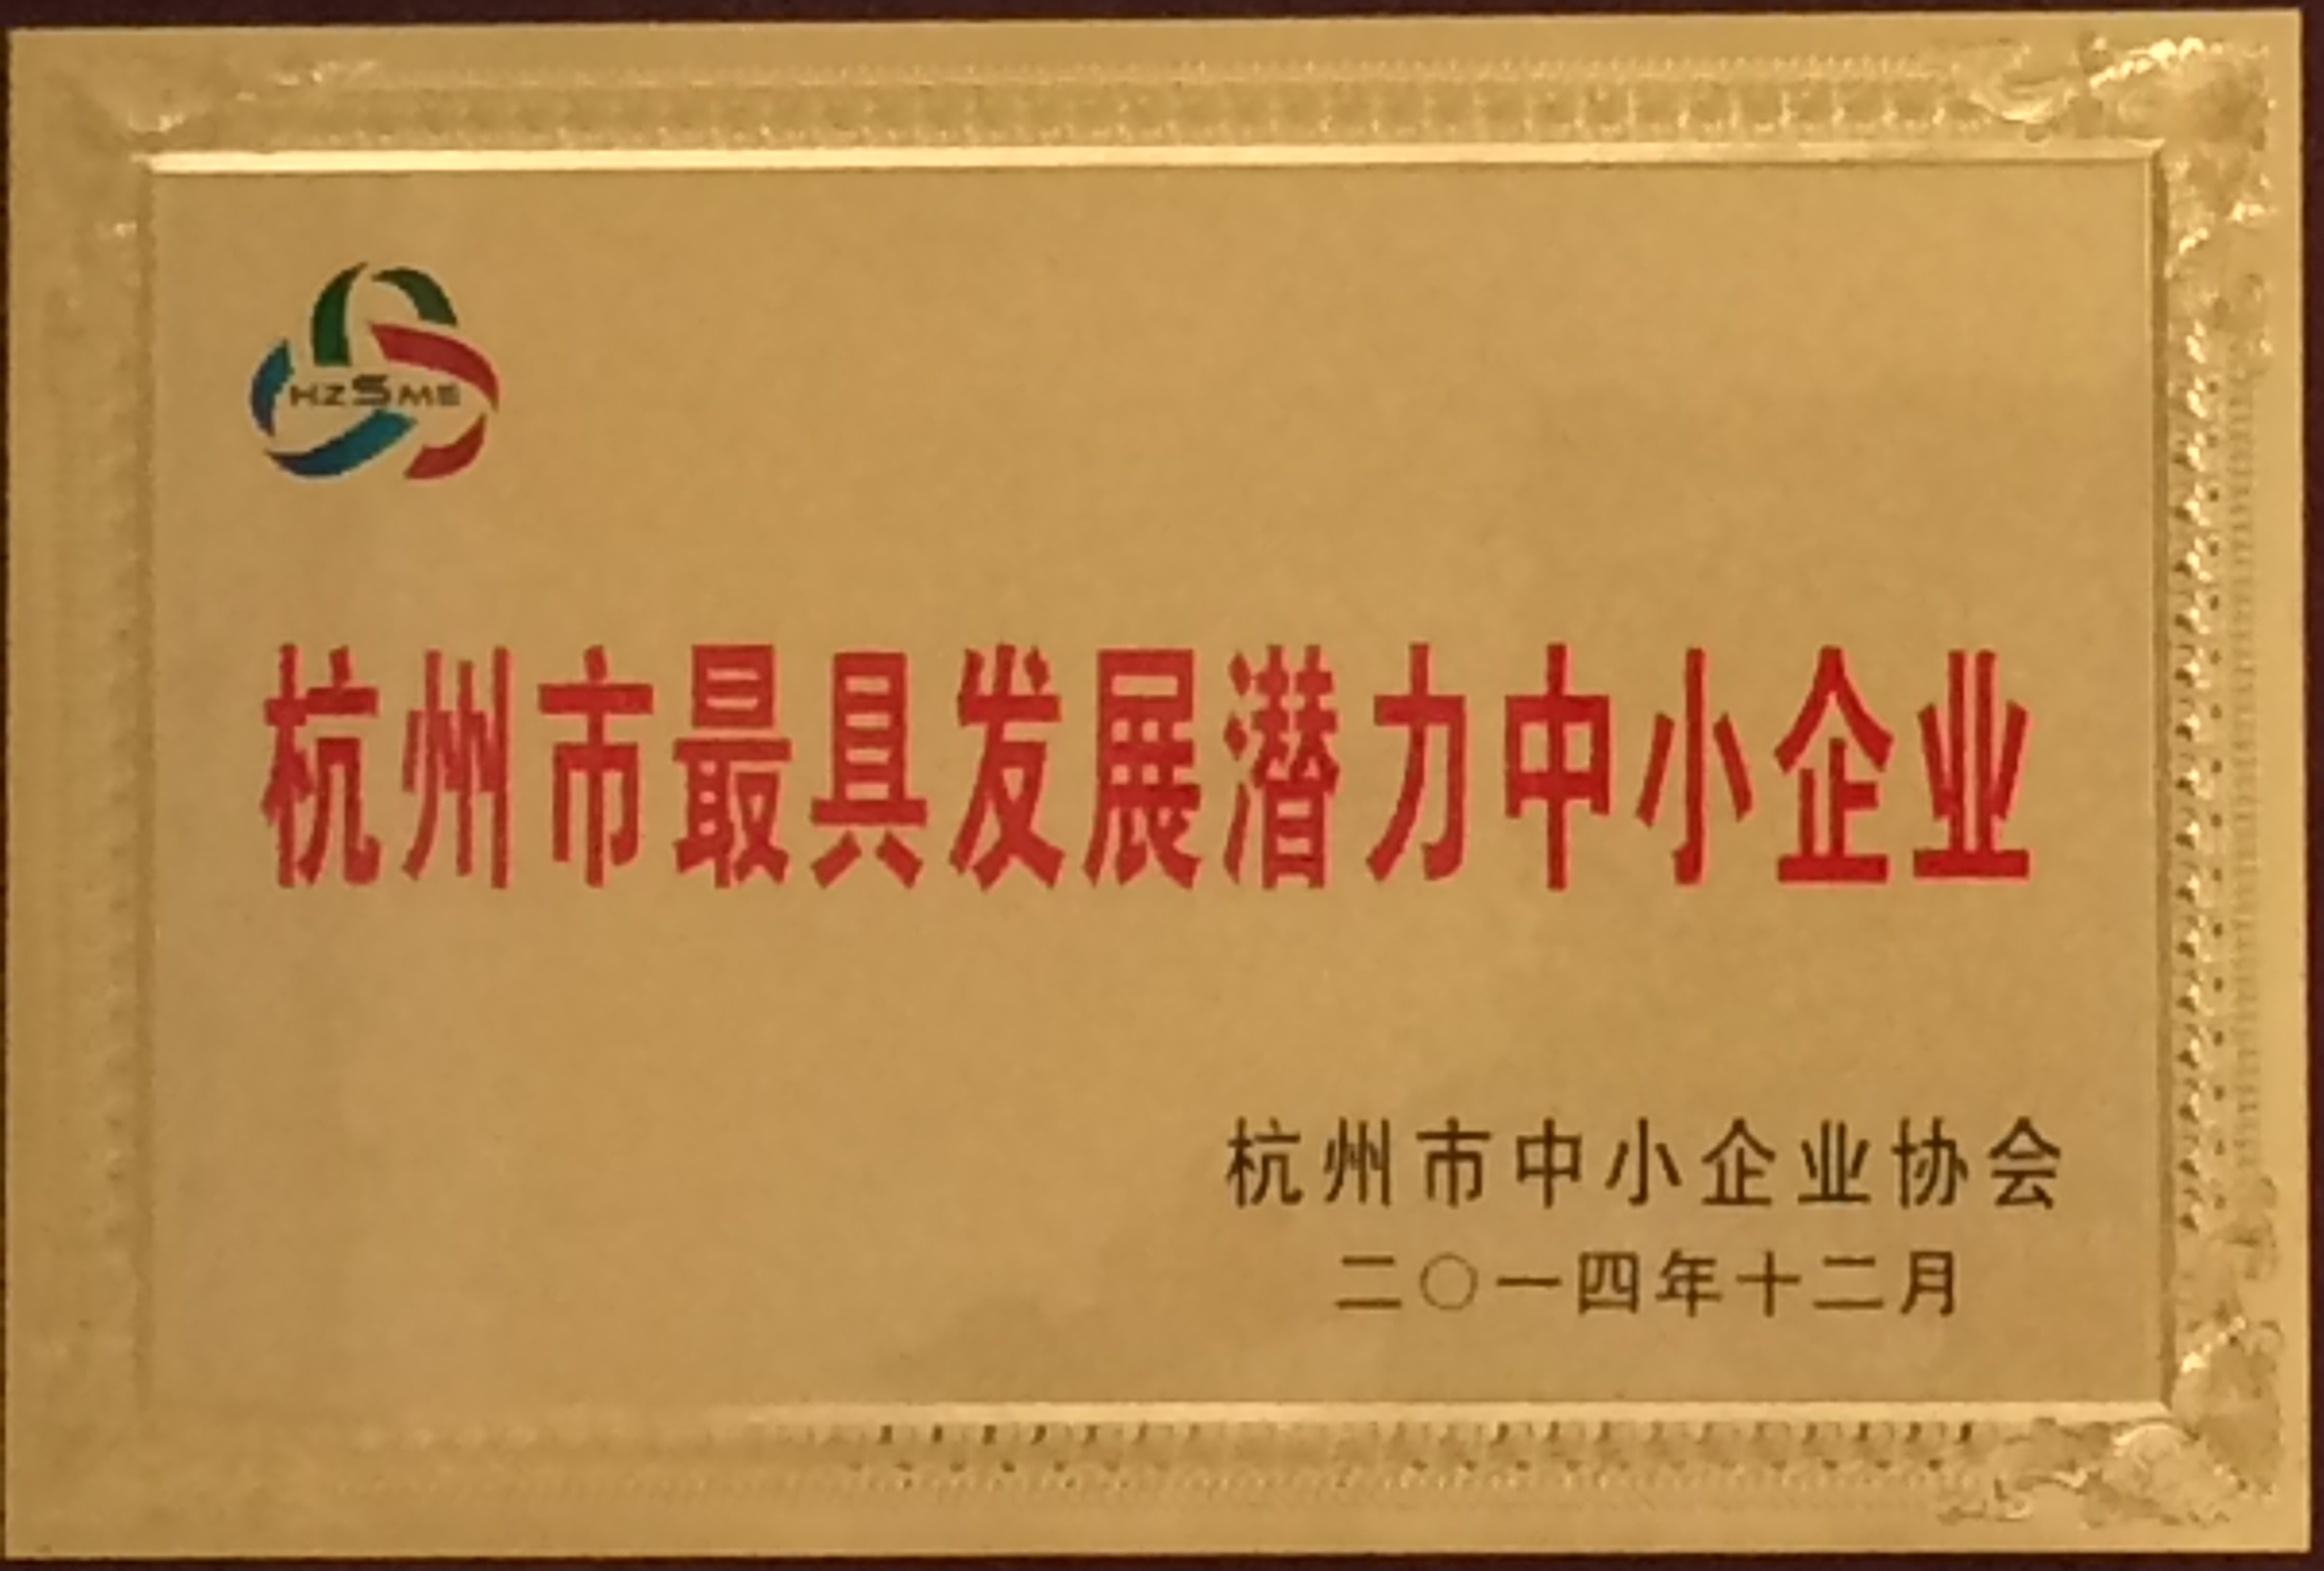 HZSME
杭州市最具发展潜力中小企业
杭州市中小企业协会
二〇一四年十二月